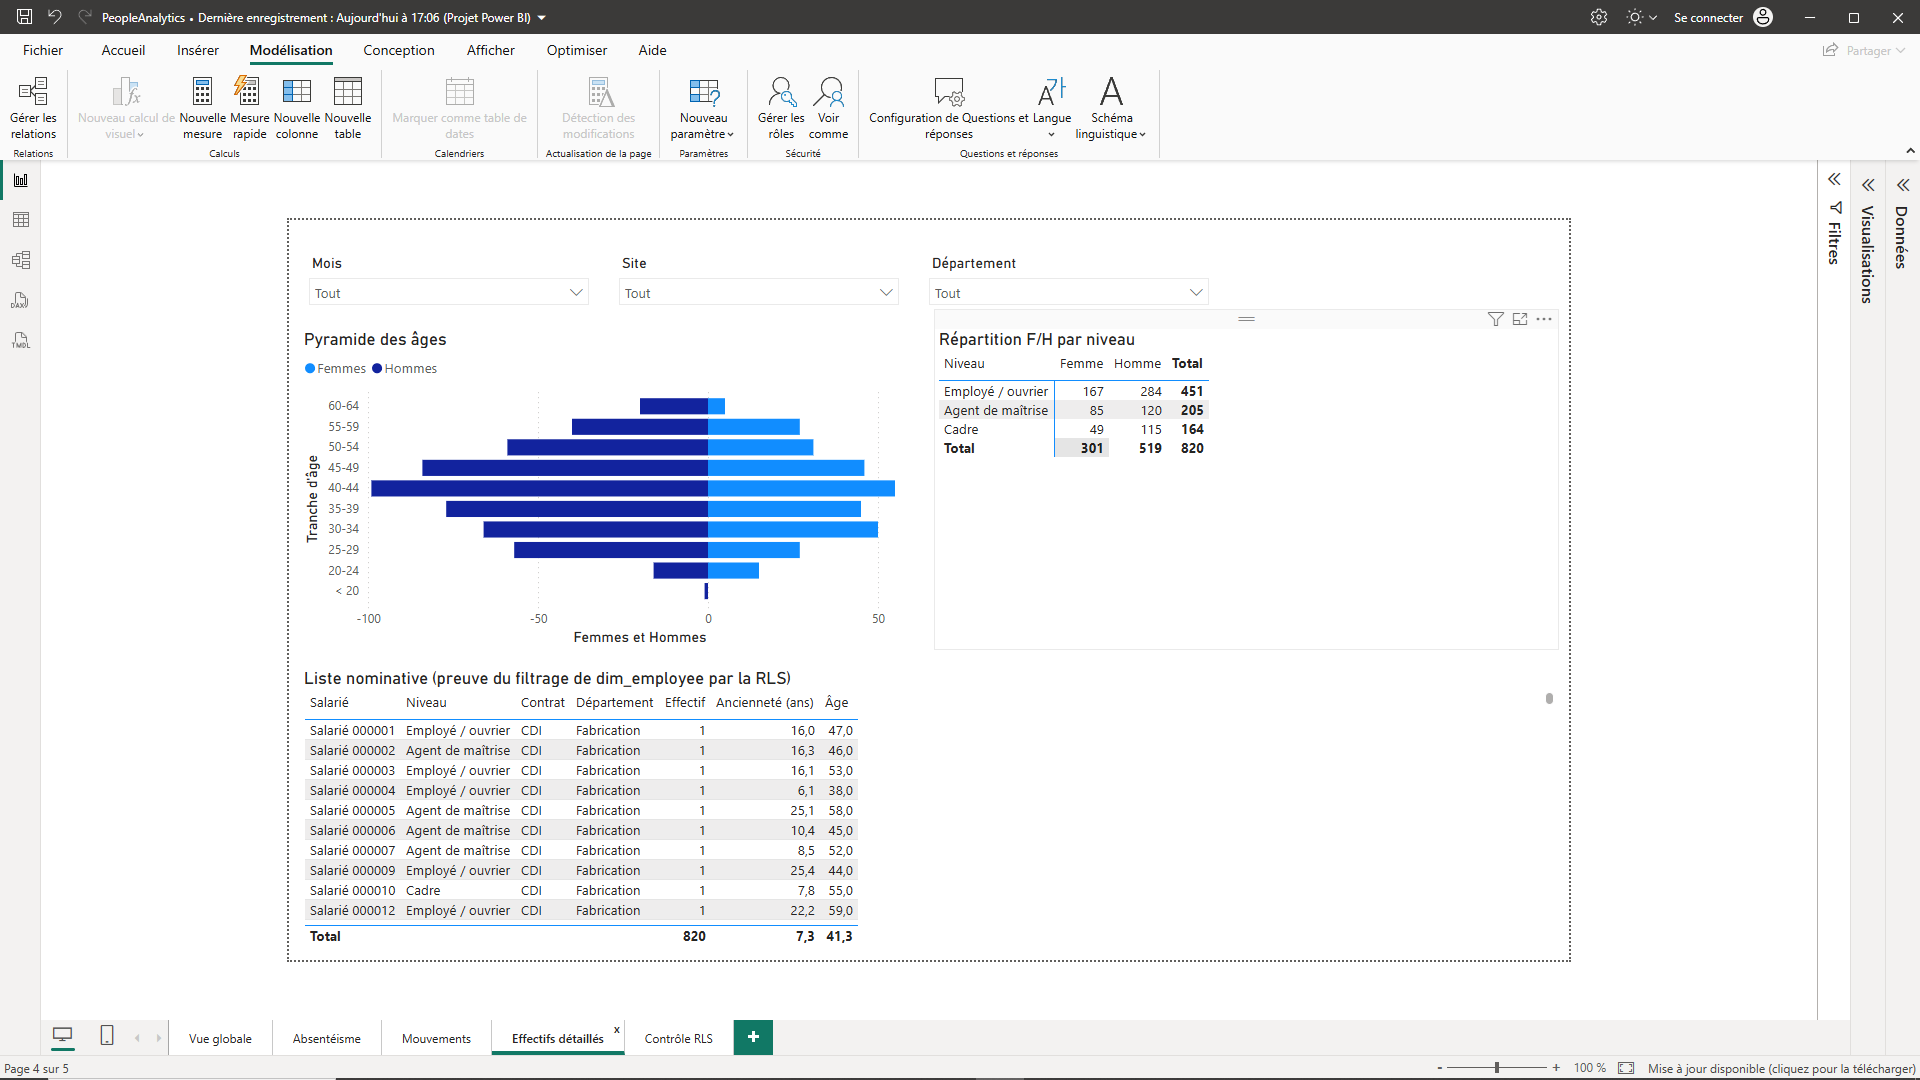 PeopleAnalytics • Dernière enregistrement : Aujourd'hui à 17:06 (Projet Power BI)
Se connecter
Fichier Accueil Insérer Modélisation Conception Afficher Optimiser Aide
Partager
Gérer les relations
Nouveau calcul de visuel
Nouvelle mesure
Mesure rapide
Nouvelle colonne
Nouvelle table
Marquer comme table de dates
Détection des modifications
Nouveau paramètre
Gérer les rôles
Voir comme
Configuration de Questions et réponses
Langue
Schéma linguistique
Relations
Calculs
Calendriers
Actualisation de la page
Paramètres
Sécurité
Questions et réponses
DAX
TMDL
Filtres
Visualisations
Données
Mois
Tout
Site
Tout
Département
Tout
Pyramide des âges
Femmes Hommes
Tranche d'âge
60-64
55-59
50-54
45-49
40-44
35-39
30-34
25-29
20-24
< 20
-100 -50 0 50
Femmes et Hommes
Répartition F/H par niveau
Niveau Femme Homme Total
Employé / ouvrier 167 284 451
Agent de maîtrise 85 120 205
Cadre 49 115 164
Total 301 519 820
Liste nominative (preuve du filtrage de dim_employee par la RLS)
Salarié Niveau Contrat Département Effectif Ancienneté (ans) Âge
Salarié 000001 Employé / ouvrier CDI Fabrication 1 16,0 47,0
Salarié 000002 Agent de maîtrise CDI Fabrication 1 16,3 46,0
Salarié 000003 Employé / ouvrier CDI Fabrication 1 16,1 53,0
Salarié 000004 Employé / ouvrier CDI Fabrication 1 6,1 38,0
Salarié 000005 Agent de maîtrise CDI Fabrication 1 25,1 58,0
Salarié 000006 Agent de maîtrise CDI Fabrication 1 10,4 45,0
Salarié 000007 Agent de maîtrise CDI Fabrication 1 8,5 52,0
Salarié 000009 Employé / ouvrier CDI Fabrication 1 25,4 44,0
Salarié 000010 Cadre CDI Fabrication 1 7,8 55,0
Salarié 000012 Employé / ouvrier CDI Fabrication 1 22,2 59,0
Total 820 7,3 41,3
Vue globale Absentéisme Mouvements Effectifs détaillés x Contrôle RLS +
Page 4 sur 5
- + 100 % Mise à jour disponible (cliquez pour la télécharger)